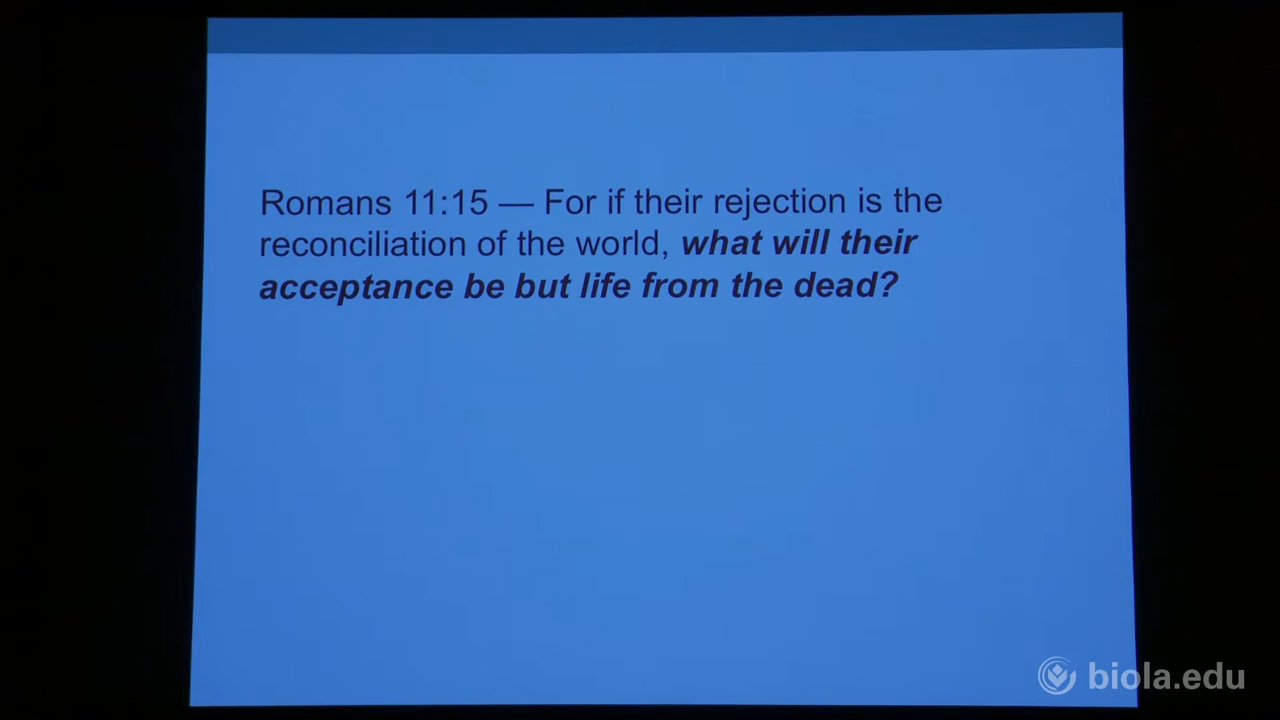 Romans 11:15 — For if their rejection is the
reconciliation of the world, what will their
acceptance be but life from the dead?
biola.edu